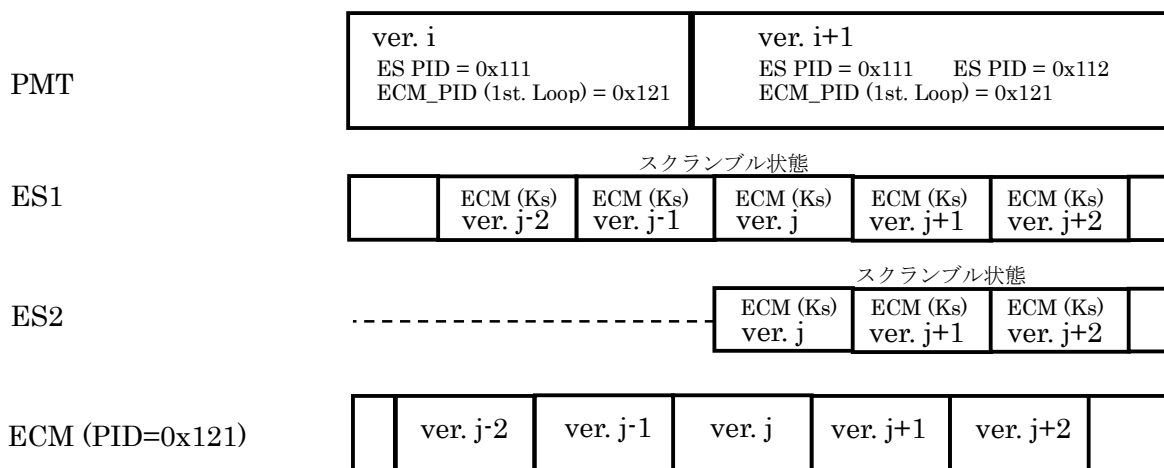 PMT
ver. i
ES PID = 0x111
ECM_PID (1st. Loop) = 0x121
ver. i+1
ES PID = 0x111 ES PID = 0x112
ECM_PID (1st. Loop) = 0x121
スクランブル状態
ES1
ECM (Ks) ECM (Ks) ECM (Ks) ECM (Ks) ECM (Ks)
ver. j-2 ver. j-1 ver. j ver. j+1 ver. j+2
スクランブル状態
ES2
ECM (Ks) ECM (Ks) ECM (Ks)
ver. j ver. j+1 ver. j+2
ECM (PID=0x121)
ver. j-2 ver. j-1 ver. j ver. j+1 ver. j+2